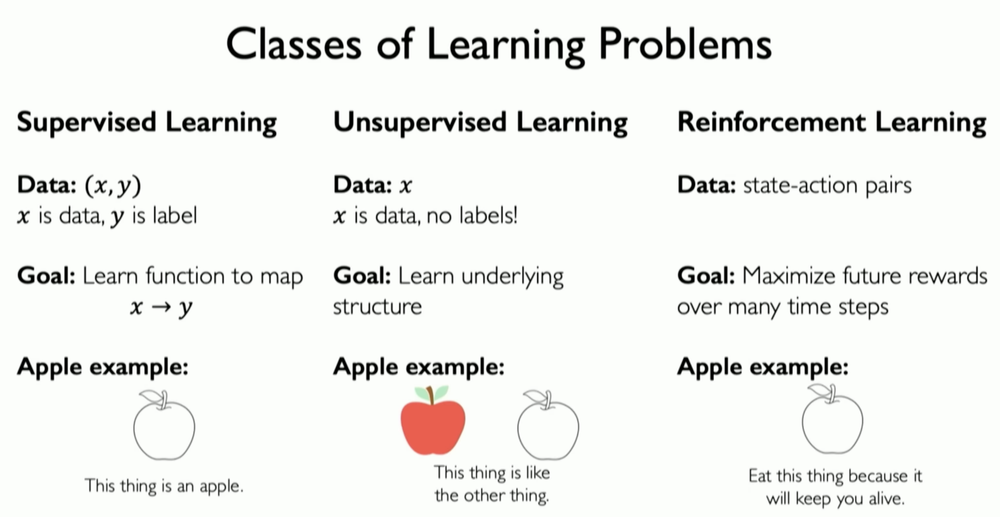 Classes of Learning Problems
Supervised Learning
Data: (x, y)
x is data, y is label
Goal: Learn function to map
x → y
Apple example:
This thing is an apple.
Unsupervised Learning
Data: x
x is data, no labels!
Goal: Learn underlying
structure
Apple example:
This thing is like
the other thing.
Reinforcement Learning
Data: state-action pairs
Goal: Maximize future rewards
over many time steps
Apple example:
Eat this thing because it
will keep you alive.